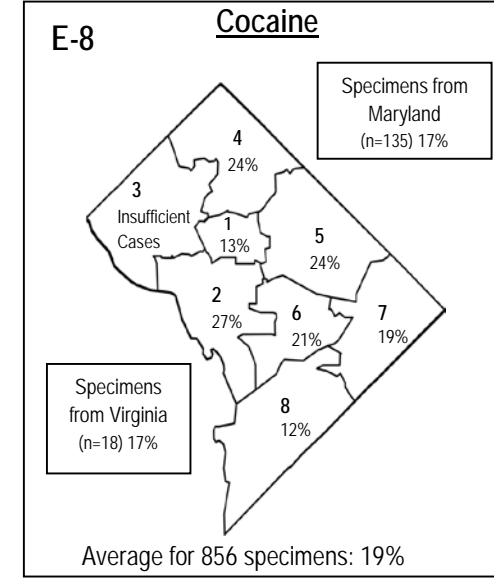 E-8
Cocaine
Specimens from
Maryland
(n=135) 17%
4
24%
3
Insufficient
Cases
1
13%
5
24%
2
27%
6
21%
7
19%
Specimens
from Virginia
(n=18) 17%
8
12%
Average for 856 specimens: 19%